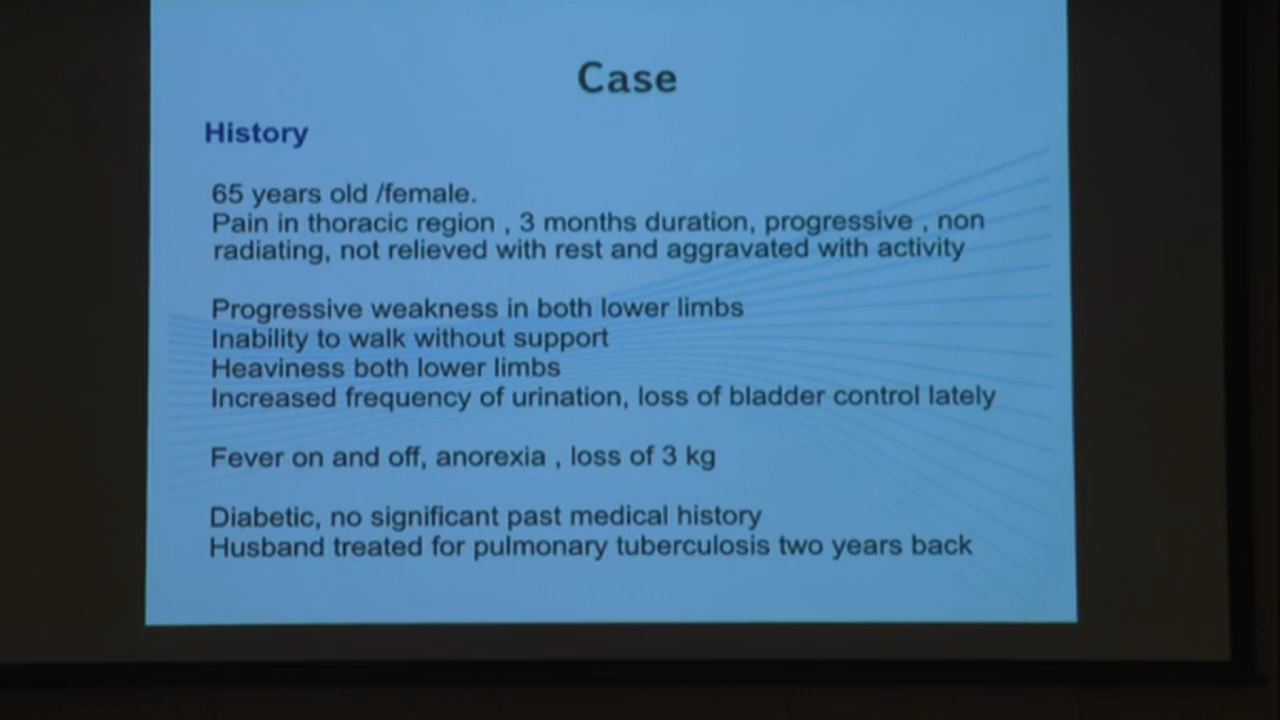 Case
History
65 years old /female.
Pain in thoracic region , 3 months duration, progressive , non
radiating, not relieved with rest and aggravated with activity
Progressive weakness in both lower limbs
Inability to walk without support
Heaviness both lower limbs
Increased frequency of urination, loss of bladder control lately
Fever on and off, anorexia , loss of 3 kg
Diabetic, no significant past medical history
Husband treated for pulmonary tuberculosis two years back